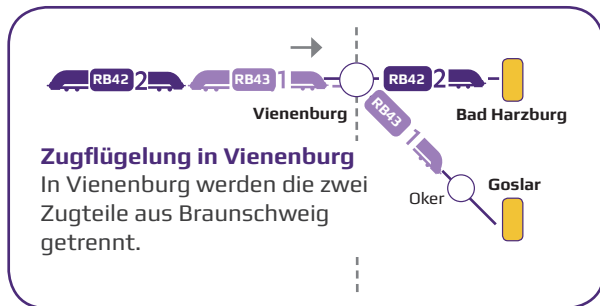 RB42 2 RB43 1 RB42 2
Vienenburg
Bad Harzburg
RB43 1
Zugflügelung in Vienenburg
In Vienenburg werden die zwei
Zugteile aus Braunschweig
getrennt.
Oker
Goslar